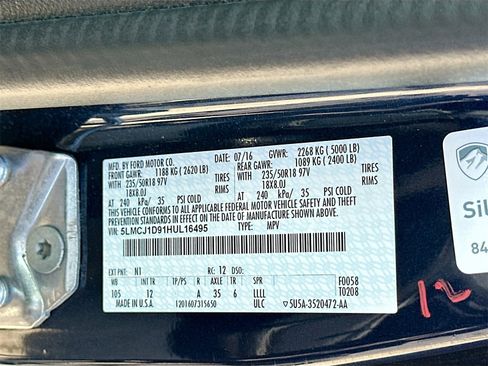 MFD. BY FORD MOTOR CO.
07/16 GVWR: 2268 KG ( 5000 LB)
FRONT GAWR: 1188 KG ( 2620 LB) REAR GAWR: 1089 KG ( 2400 LB)
WITH TIRES WITH TIRES
235/50R18 97V 235/50R18 97V
18X8.0J RIMS 18X8.0J RIMS
AT 240 kPa/ 35 PSI COLD AT 240 kPa/ 35 PSI COLD
THIS VEHICLE CONFORMS TO ALL APPLICABLE FEDERAL MOTOR VEHICLE SAFETY AND THEFT
PREVENTION STANDARDS IN EFFECT ON THE DATE OF MANUFACTURE SHOWN ABOVE.
VIN: 5LMCJ1D91HUL16495 TYPE: MPV
EXT PNT: N1 RC: 12 DSO:
WB INT TR TP/PS R AXLE TR SPR F0058
105 12 A 35 6 LLLL T0208
MADE IN U.S.A. 1201607315650 ULC 5U5A-3520472-AA
Sil
84
12